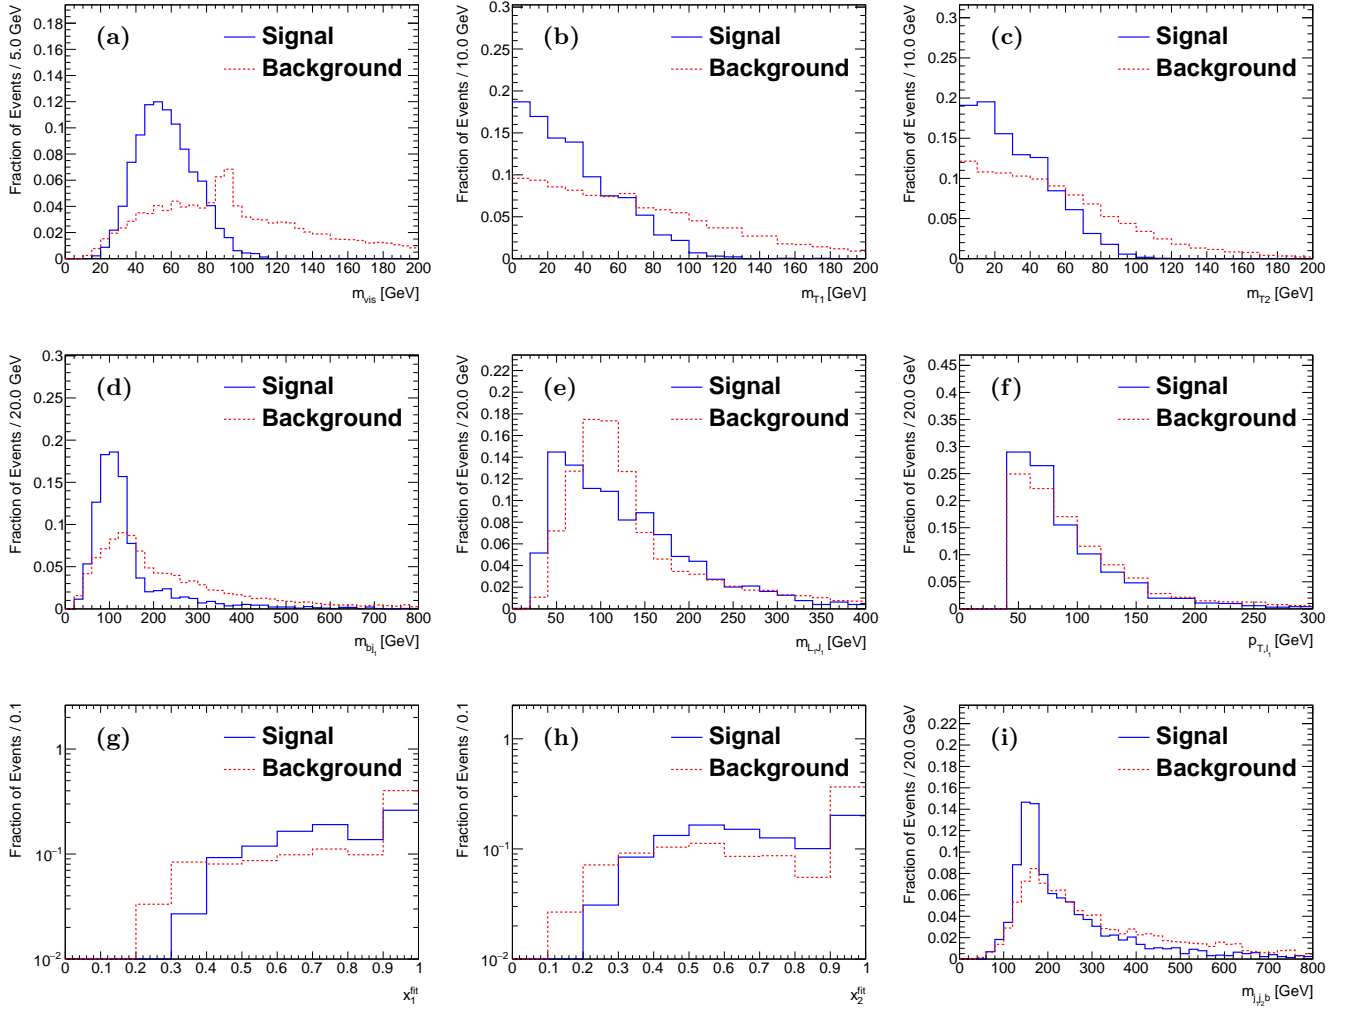 (a)
Signal
Background
Fraction of Events / 5.0 GeV
0.18
0.16
0.14
0.12
0.1
0.08
0.06
0.04
0.02
0
0 20 40 60 80 100 120 140 160 180 200
m_vis [GeV]
(b)
Signal
Background
Fraction of Events / 10.0 GeV
0.3
0.25
0.2
0.15
0.1
0.05
0
0 20 40 60 80 100 120 140 160 180 200
m_T1 [GeV]
(c)
Signal
Background
Fraction of Events / 10.0 GeV
0.3
0.25
0.2
0.15
0.1
0.05
0
0 20 40 60 80 100 120 140 160 180 200
m_T2 [GeV]
(d)
Signal
Background
Fraction of Events / 20.0 GeV
0.3
0.2
0.1
0
0 100 200 300 400 500 600 700 800
m_bj_1 [GeV]
(e)
Signal
Background
Fraction of Events / 20.0 GeV
0.22
0.2
0.18
0.16
0.14
0.12
0.1
0.08
0.06
0.04
0.02
0
0 50 100 150 200 250 300 350 400
m_L_1J_1 [GeV]
(f)
Signal
Background
Fraction of Events / 20.0 GeV
0.45
0.4
0.35
0.3
0.25
0.2
0.15
0.1
0.05
0
0 50 100 150 200 250 300
p_T,l_1 [GeV]
(g)
Signal
Background
Fraction of Events / 0.1
1
10⁻¹
10⁻²
0 0.1 0.2 0.3 0.4 0.5 0.6 0.7 0.8 0.9 1
x_1^fit
(h)
Signal
Background
Fraction of Events / 0.1
1
10⁻¹
10⁻²
0 0.1 0.2 0.3 0.4 0.5 0.6 0.7 0.8 0.9 1
x_2^fit
(i)
Signal
Background
Fraction of Events / 20.0 GeV
0.22
0.2
0.18
0.16
0.14
0.12
0.1
0.08
0.06
0.04
0.02
0
0 100 200 300 400 500 600 700 800
m_j_1j_2b [GeV]